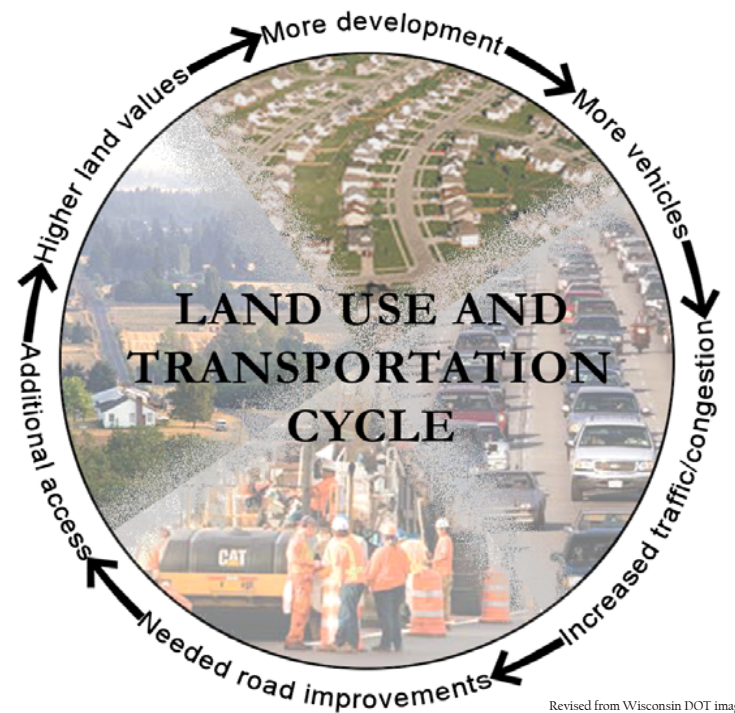 More development
More vehicles
Increased traffic/congestion
Needed road improvements
Additional access
Higher land values
LAND USE AND
TRANSPORTATION
CYCLE
CAT
Revised from Wisconsin DOT